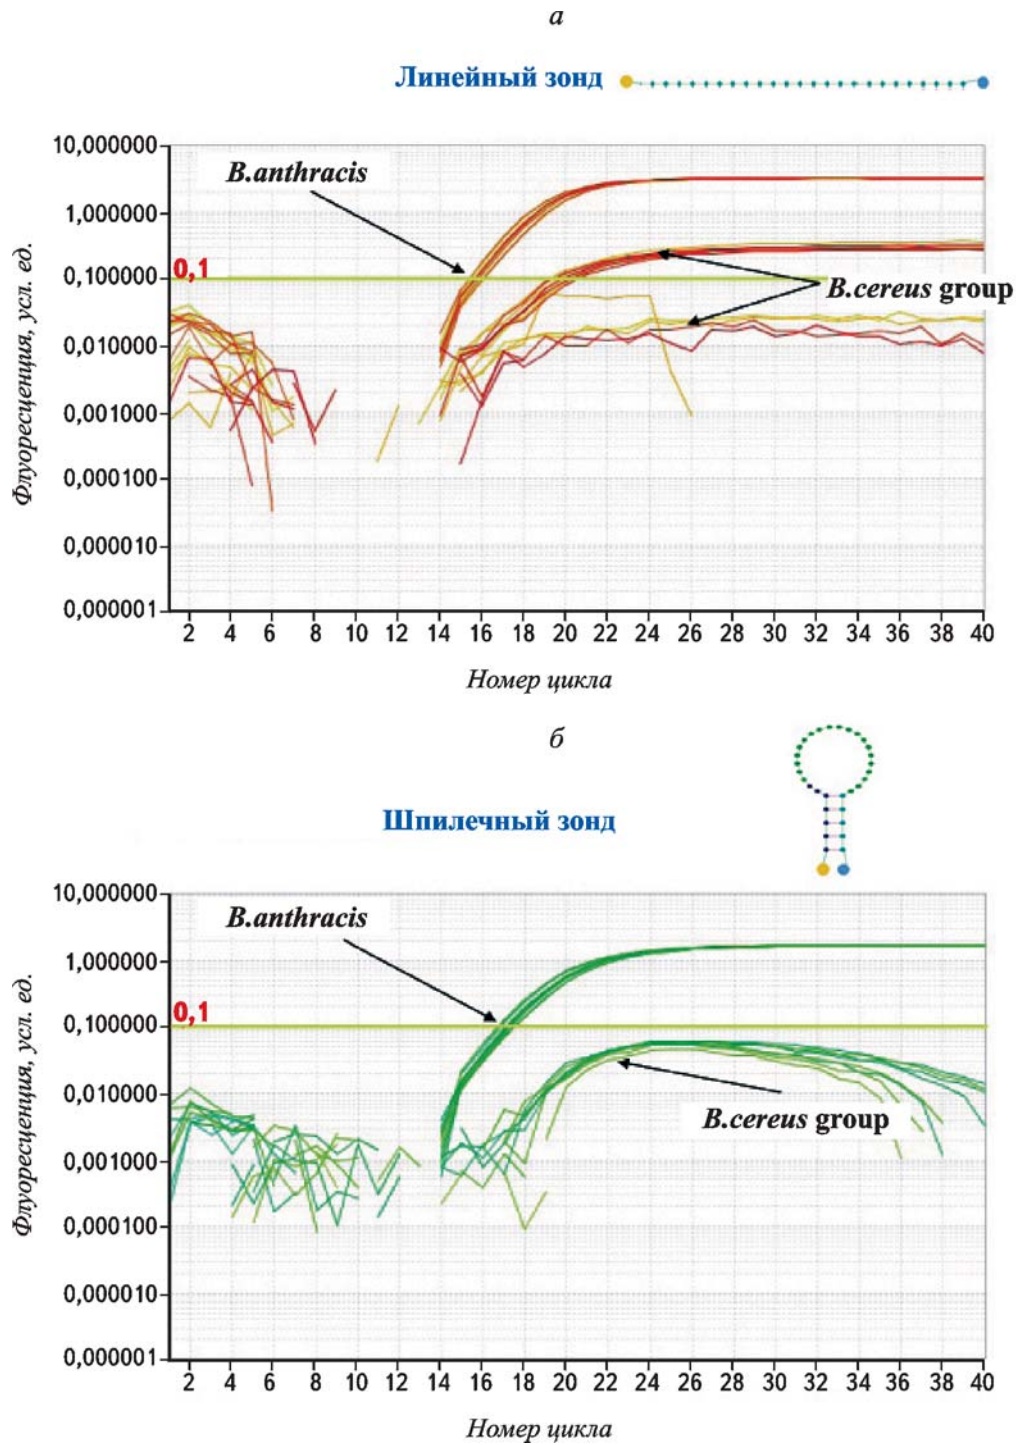 а
Линейный зонд
10,000000
1,000000
0,100000
0,010000
0,001000
0,000100
0,000010
0,000001
Флуоресценция, усл. ед.
B.anthracis
0,1
B.cereus group
2 4 6 8 10 12 14 16 18 20 22 24 26 28 30 32 34 36 38 40
Номер цикла
б
Шпилечный зонд
10,000000
1,000000
0,100000
0,010000
0,001000
0,000100
0,000010
0,000001
Флуоресценция, усл. ед.
B.anthracis
0,1
B.cereus group
2 4 6 8 10 12 14 16 18 20 22 24 26 28 30 32 34 36 38 40
Номер цикла